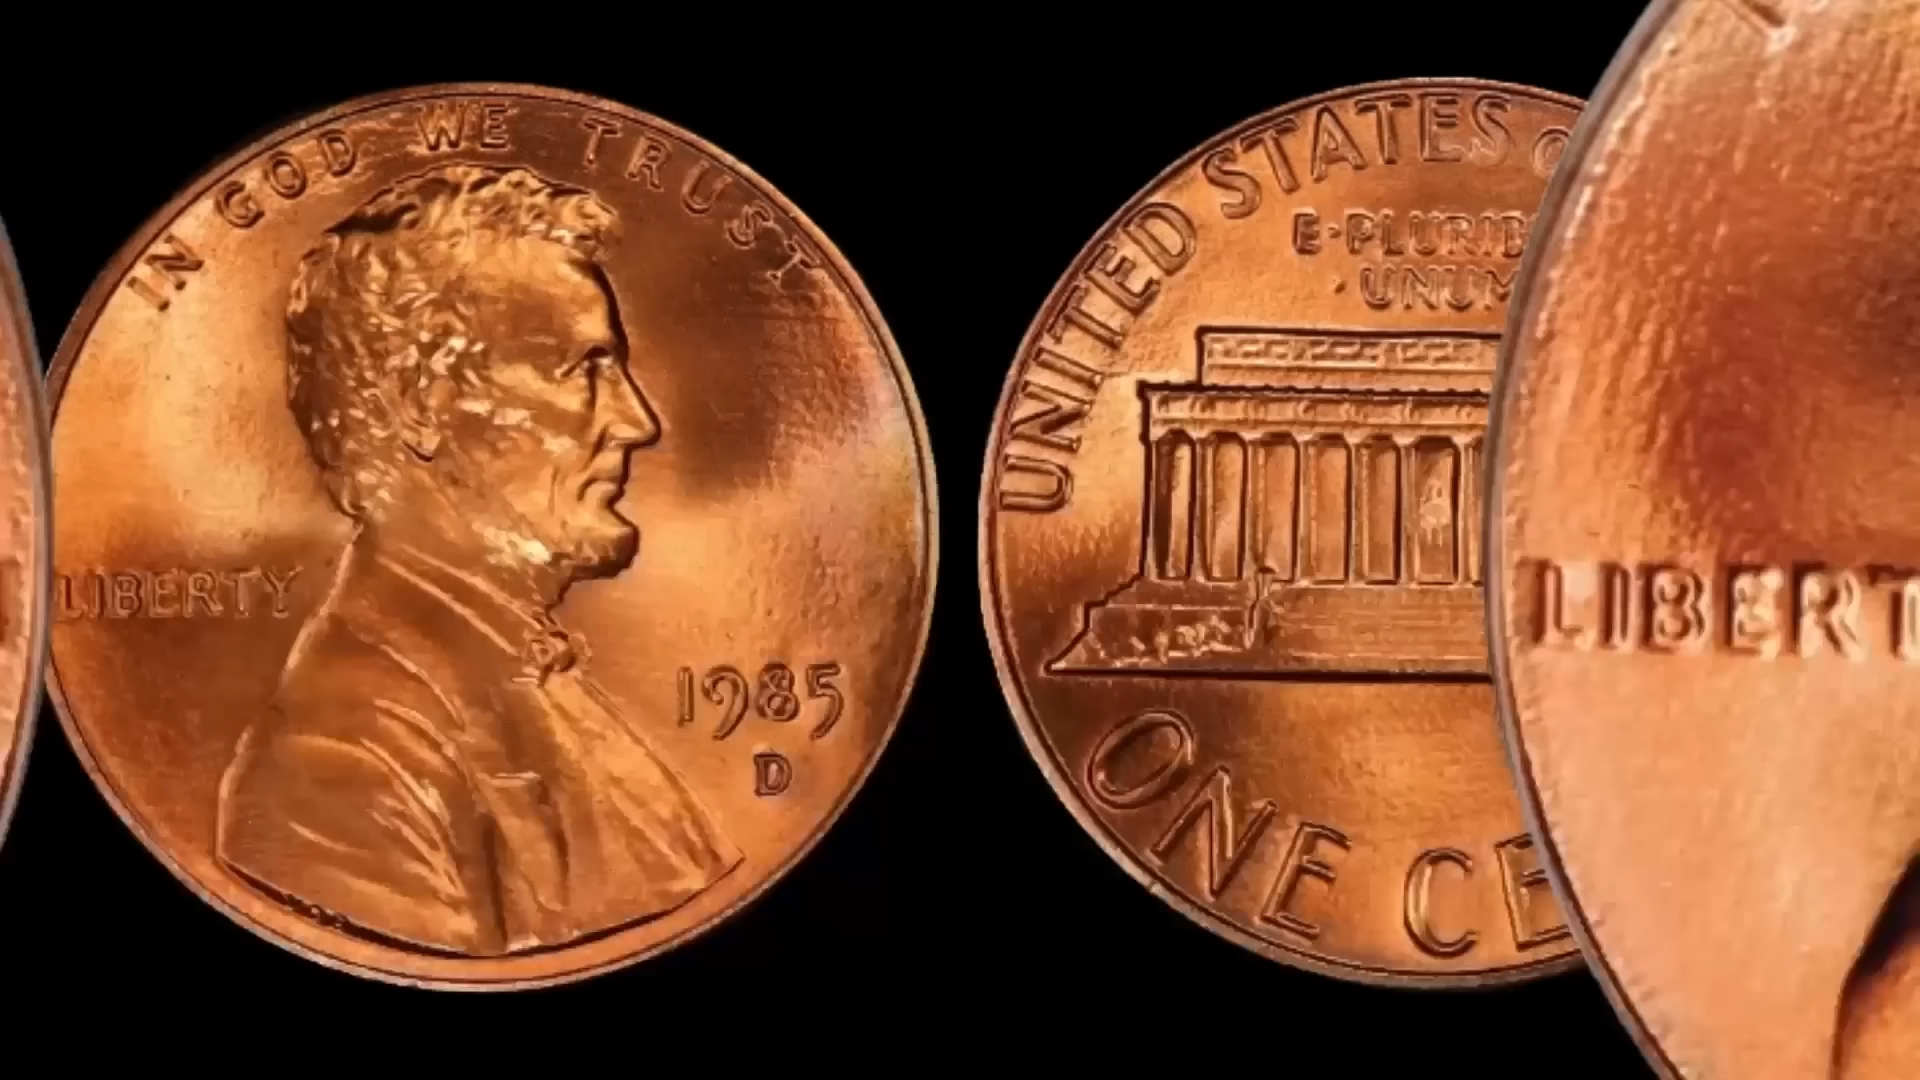 IN GOD WE TRUST
LIBERTY
1985
D
UNITED STATES O
E·PLURIB
UNUM
ONE CE
LIBERT